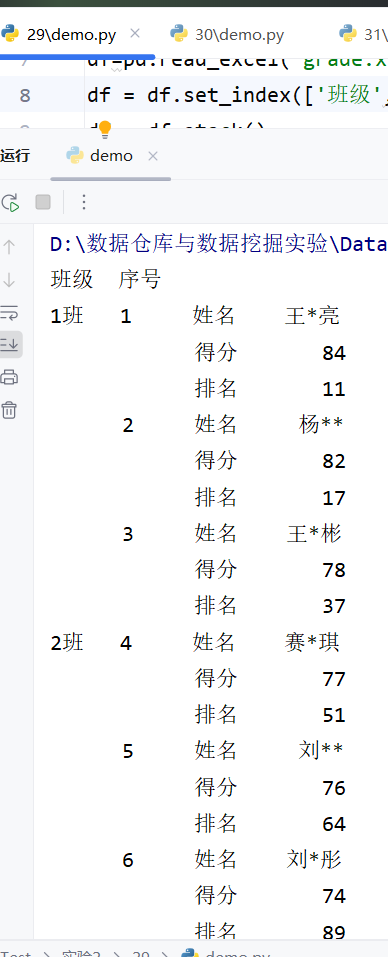 29\demo.py × 30\demo.py 31\
7 df=pd.read_excel('grade.x
8 df = df.set_index(['班级',
运行 demo ×
D:\数据仓库与数据挖掘实验\Data
班级 序号
1班 1 姓名 王*亮
得分 84
排名 11
2 姓名 杨**
得分 82
排名 17
3 姓名 王*彬
得分 78
排名 37
2班 4 姓名 赛*琪
得分 77
排名 51
5 姓名 刘**
得分 76
排名 64
6 姓名 刘*彤
得分 74
排名 89
Test > 实验2 > 29 > demo.py